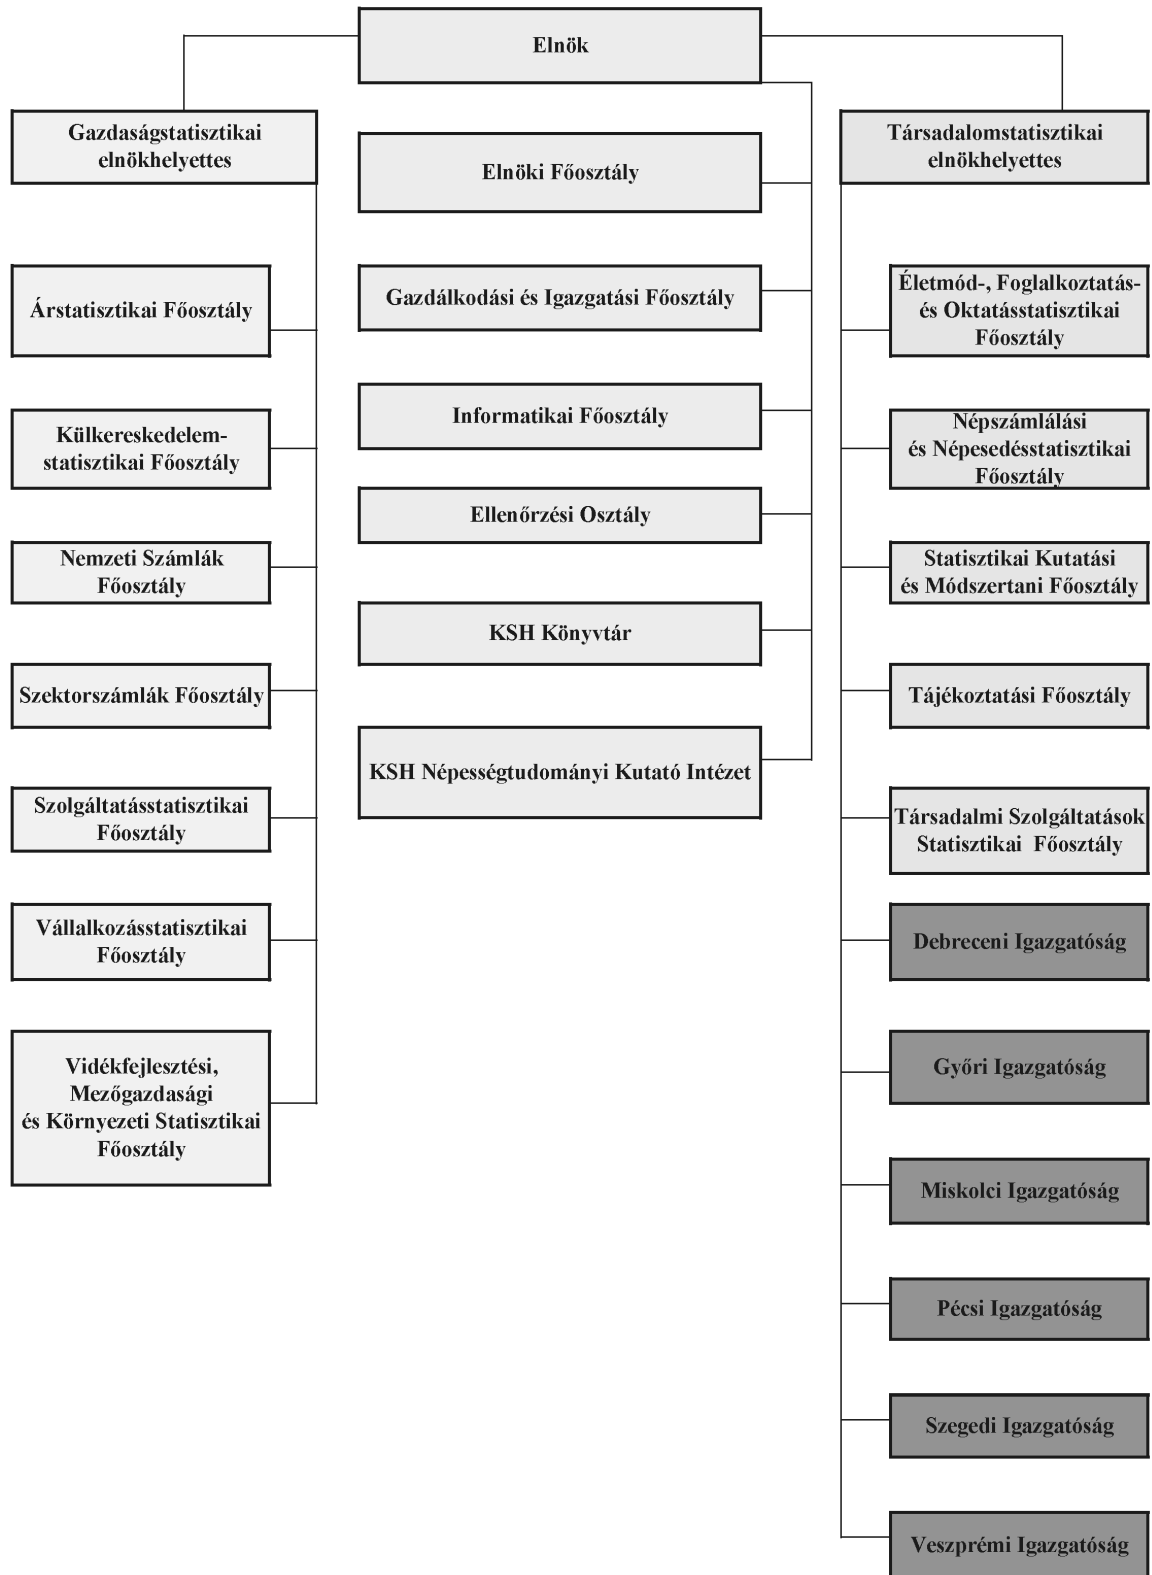 Elnök
Gazdaságstatisztikai
elnökhelyettes
Árstatisztikai Főosztály
Külkereskedelem-
statisztikai Főosztály
Nemzeti Számlák
Főosztály
Szektorszámlák Főosztály
Szolgáltatásstatisztikai
Főosztály
Vállalkozásstatisztikai
Főosztály
Vidékfejlesztési,
Mezőgazdasági
és Környezeti Statisztikai
Főosztály
Elnöki Főosztály
Gazdálkodási és Igazgatási Főosztály
Informatikai Főosztály
Ellenőrzési Osztály
KSH Könyvtár
KSH Népességtudományi Kutató Intézet
Társadalomstatisztikai
elnökhelyettes
Életmód-, Foglalkoztatás-
és Oktatásstatisztikai
Főosztály
Népszámlálási
és Népesedésstatisztikai
Főosztály
Statisztikai Kutatási
és Módszertani Főosztály
Tájékoztatási Főosztály
Társadalmi Szolgáltatások
Statisztikai Főosztály
Debreceni Igazgatóság
Győri Igazgatóság
Miskolci Igazgatóság
Pécsi Igazgatóság
Szegedi Igazgatóság
Veszprémi Igazgatóság